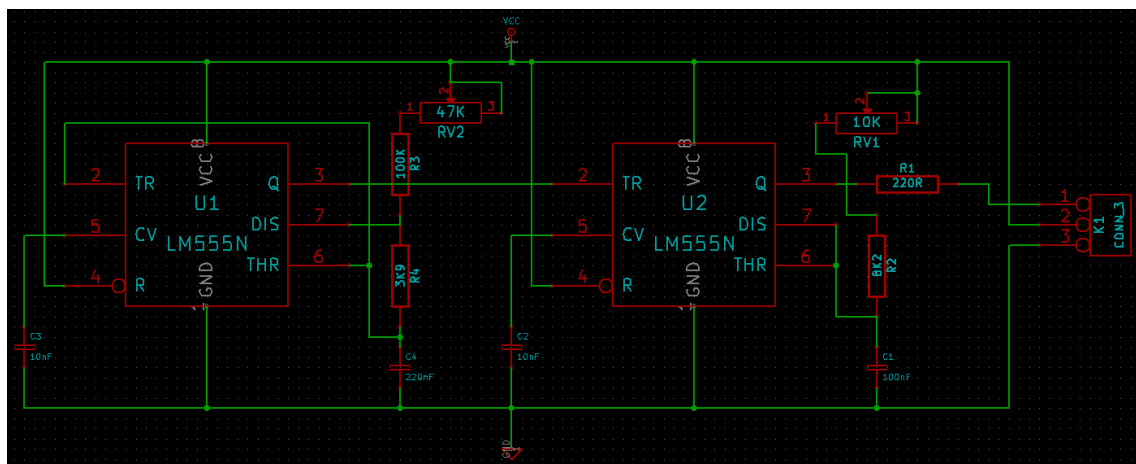 VCC
VCC
1
1 2 3
47K
RV2
1 2 3
10K
RV1
100K
R3
3K9
R4
2 TR
5 CV
4 R
VCC 8
U1
LM555N
GND
1
Q 3
DIS 7
THR 6
2 TR
5 CV
4 R
VCC 8
U2
LM555N
GND
1
Q 3
DIS 7
THR 6
R1
220R
8K2
R2
1
2
3
K1
CONN_3
C3
10nF
C4
220nF
C2
10nF
C1
100nF
GND